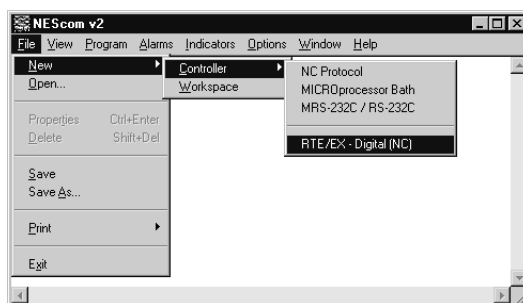 NEScom v2
File View Program Alarms Indicators Options Window Help
New
Open...
Properties Ctrl+Enter
Delete Shift+Del
Save
Save As...
Print
Exit
Controller
Workspace
NC Protocol
MICROprocessor Bath
MRS-232C / RS-232C
RTE/EX - Digital (NC)